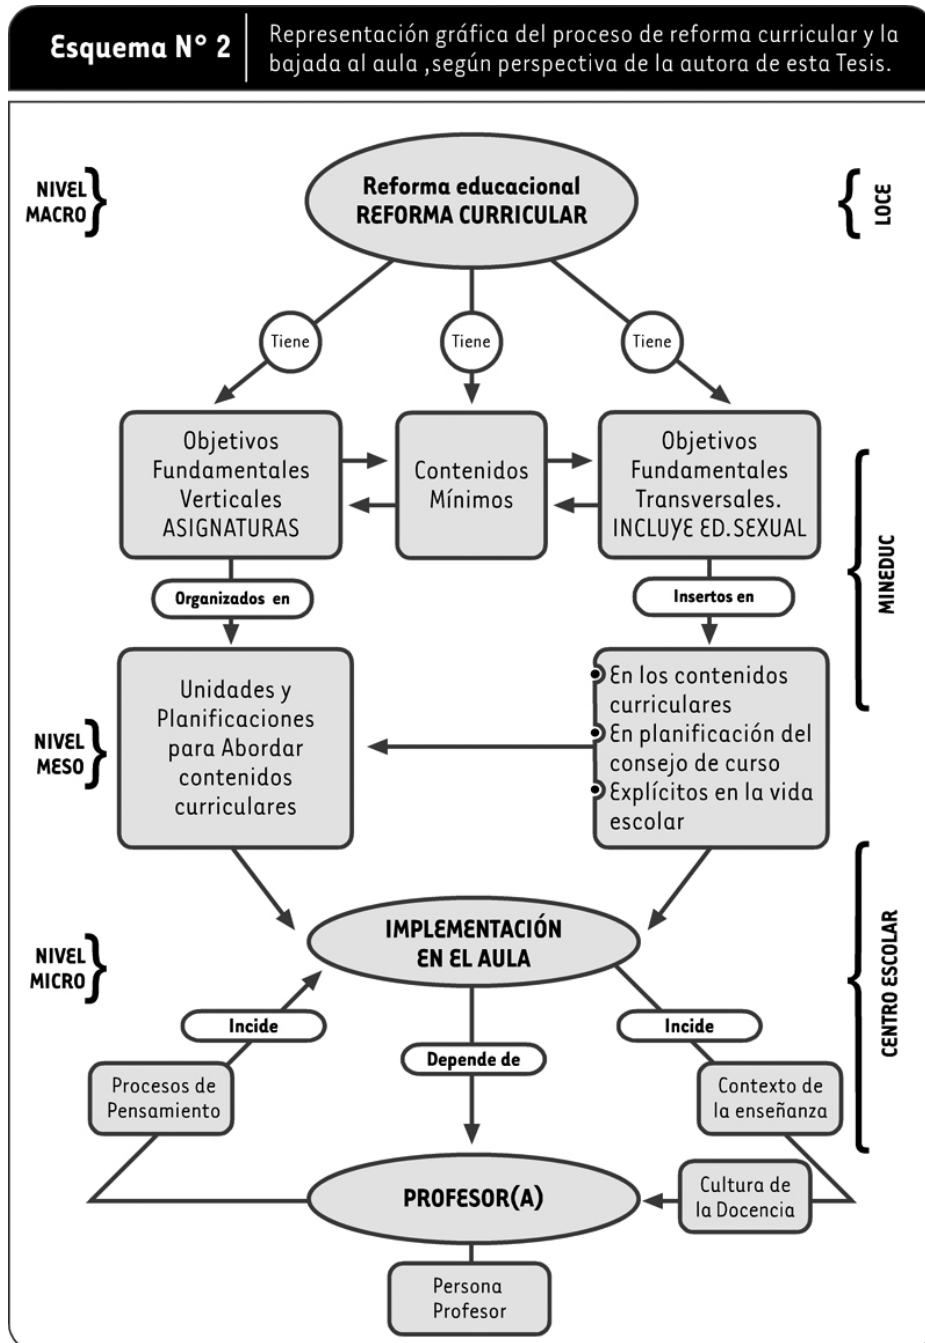 Esquema N° 2
Representación gráfica del proceso de reforma curricular y la
bajada al aula ,según perspectiva de la autora de esta Tesis.
NIVEL
MACRO
Reforma educacional
REFORMA CURRICULAR
LOCE
Tiene
Tiene
Tiene
Objetivos
Fundamentales
Verticales
ASIGNATURAS
Contenidos
Mínimos
Objetivos
Fundamentales
Transversales.
INCLUYE ED.SEXUAL
MINEDUC
Organizados en
Insertos en
NIVEL
MESO
Unidades y
Planificaciones
para Abordar
contenidos
curriculares
En los contenidos
curriculares
En planificación del
consejo de curso
Explícitos en la vida
escolar
NIVEL
MICRO
IMPLEMENTACIÓN
EN EL AULA
CENTRO ESCOLAR
Incide
Depende de
Incide
Procesos de
Pensamiento
Contexto de
la enseñanza
PROFESOR(A)
Cultura de
la Docencia
Persona
Profesor